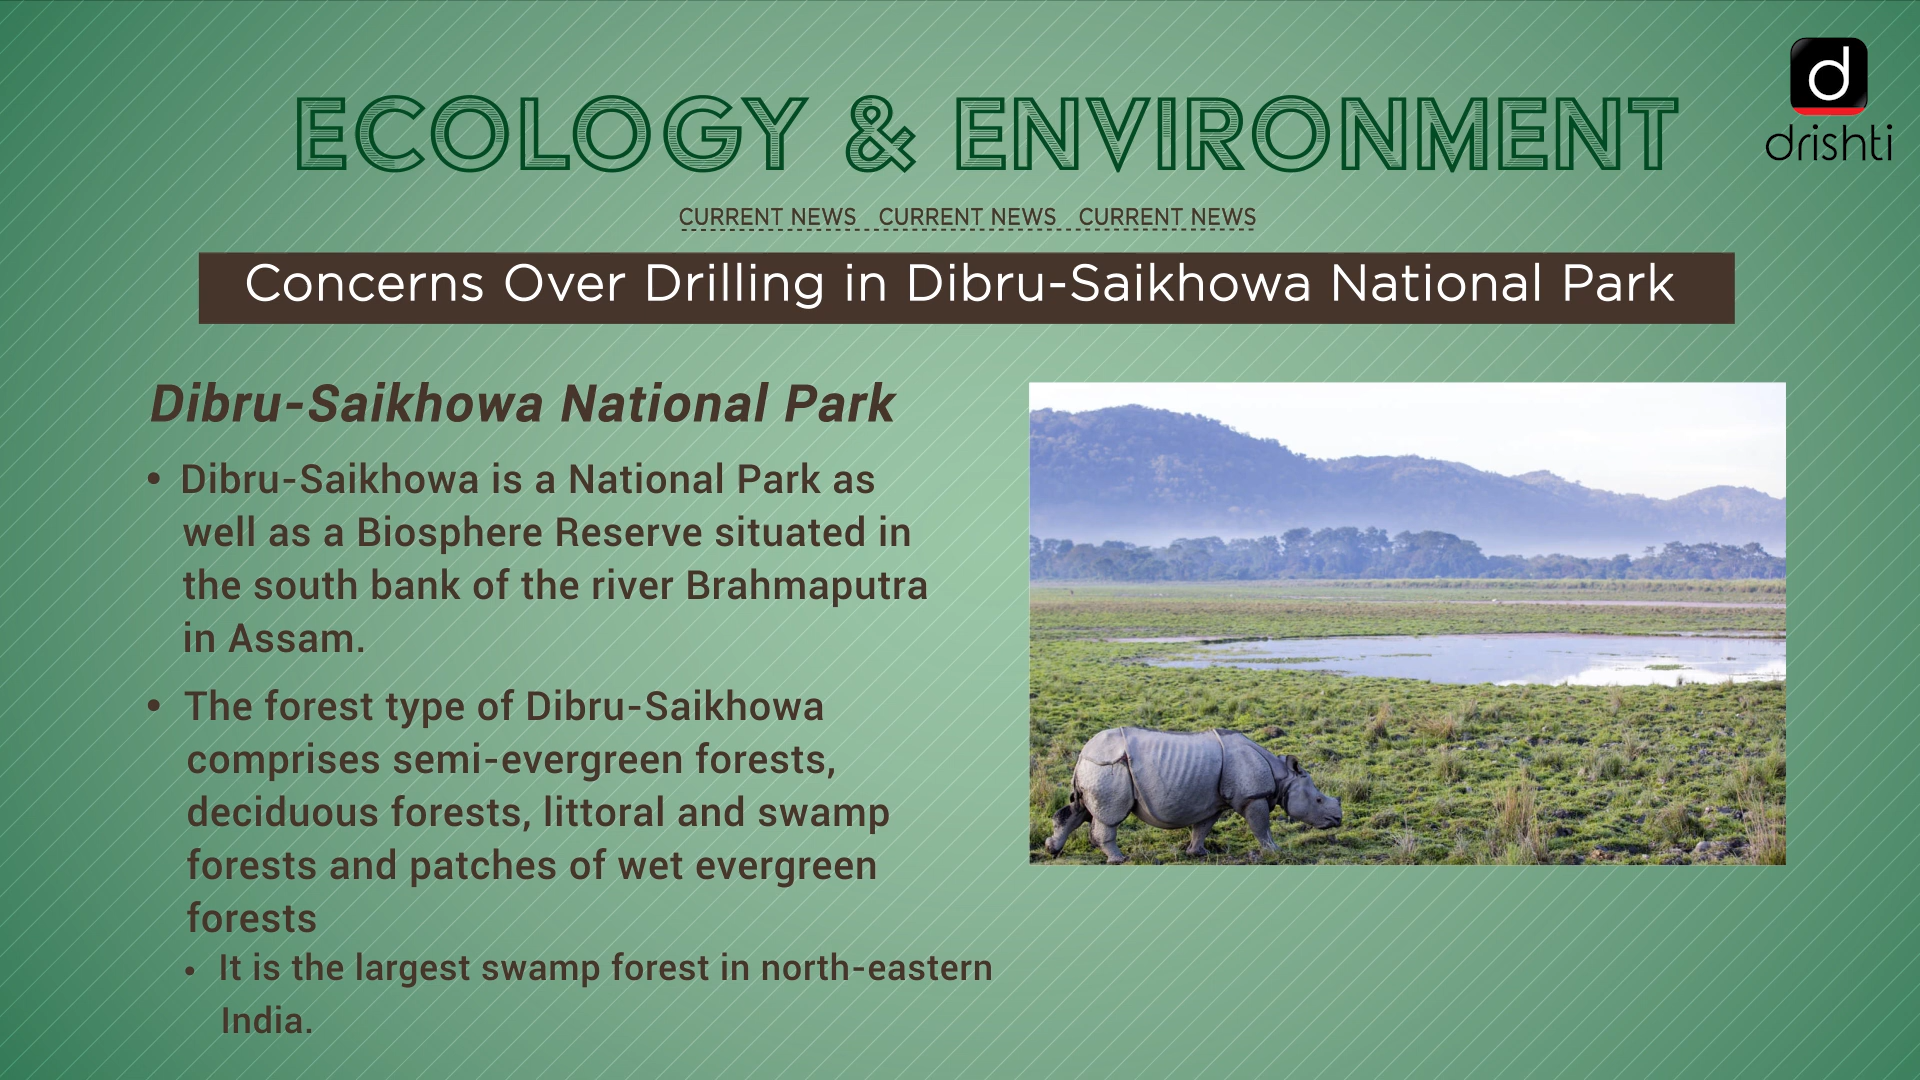 ECOLOGY & ENVIRONMENT
d
drishti
CURRENT NEWS CURRENT NEWS CURRENT NEWS
Concerns Over Drilling in Dibru-Saikhowa National Park
Dibru-Saikhowa National Park
• Dibru-Saikhowa is a National Park as
well as a Biosphere Reserve situated in
the south bank of the river Brahmaputra
in Assam.
• The forest type of Dibru-Saikhowa
comprises semi-evergreen forests,
deciduous forests, littoral and swamp
forests and patches of wet evergreen
forests
• It is the largest swamp forest in north-eastern
India.